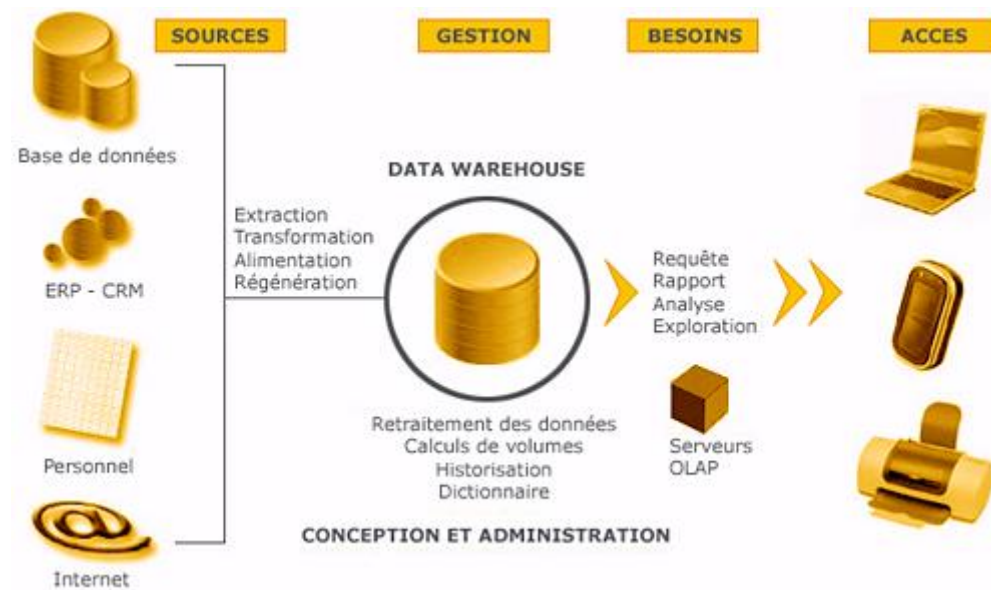 SOURCES
GESTION
BESOINS
ACCES
Base de données
ERP - CRM
Personnel
Internet
Extraction
Transformation
Alimentation
Régénération
DATA WAREHOUSE
Retraitement des données
Calculs de volumes
Historisation
Dictionnaire
CONCEPTION ET ADMINISTRATION
Requête
Rapport
Analyse
Exploration
Serveurs
OLAP